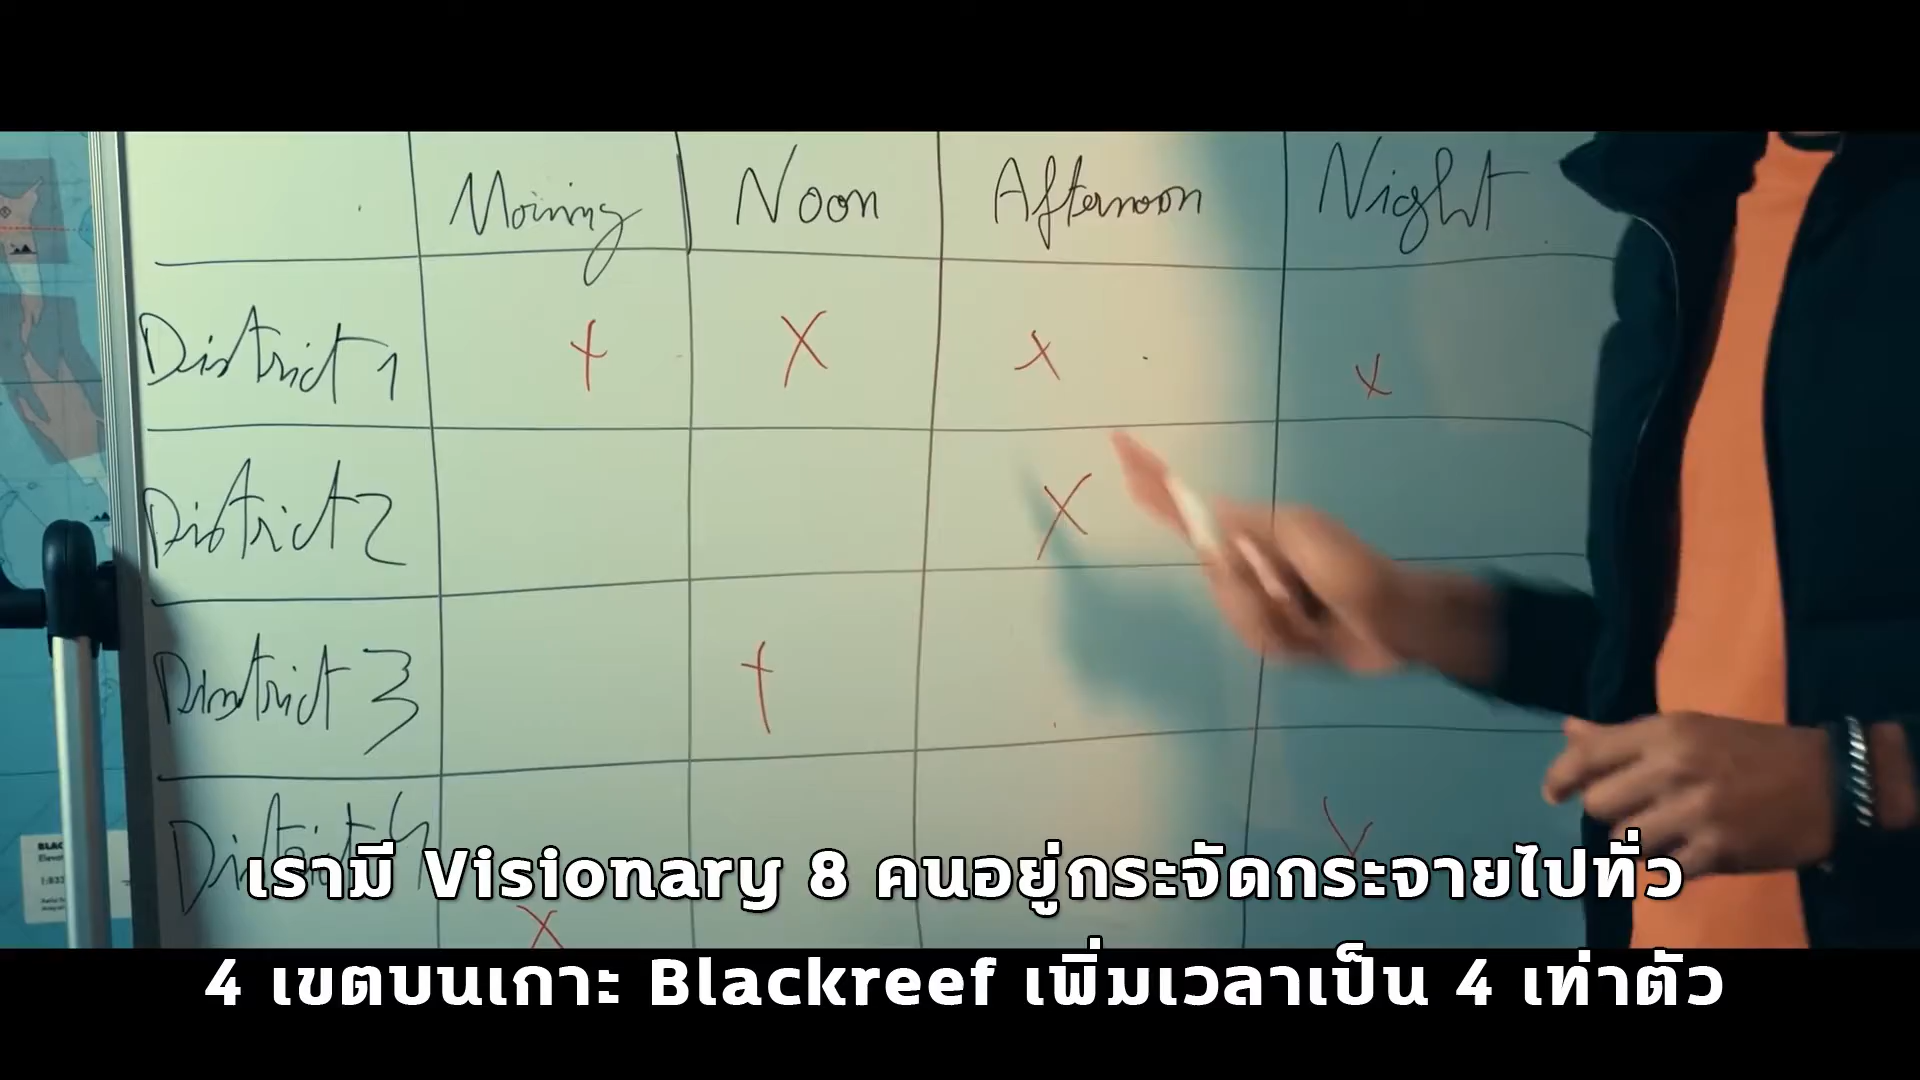 Morning Noon Afternoon Night
District 1 X X X X
District 2 X
District 3 X
District 4 X
X
BLAC
Elevat
เรามี Visionary 8 คนอยู่กระจัดกระจายไปทั่ว
4 เขตบนเกาะ Blackreef เพิ่มเวลาเป็น 4 เท่าตัว